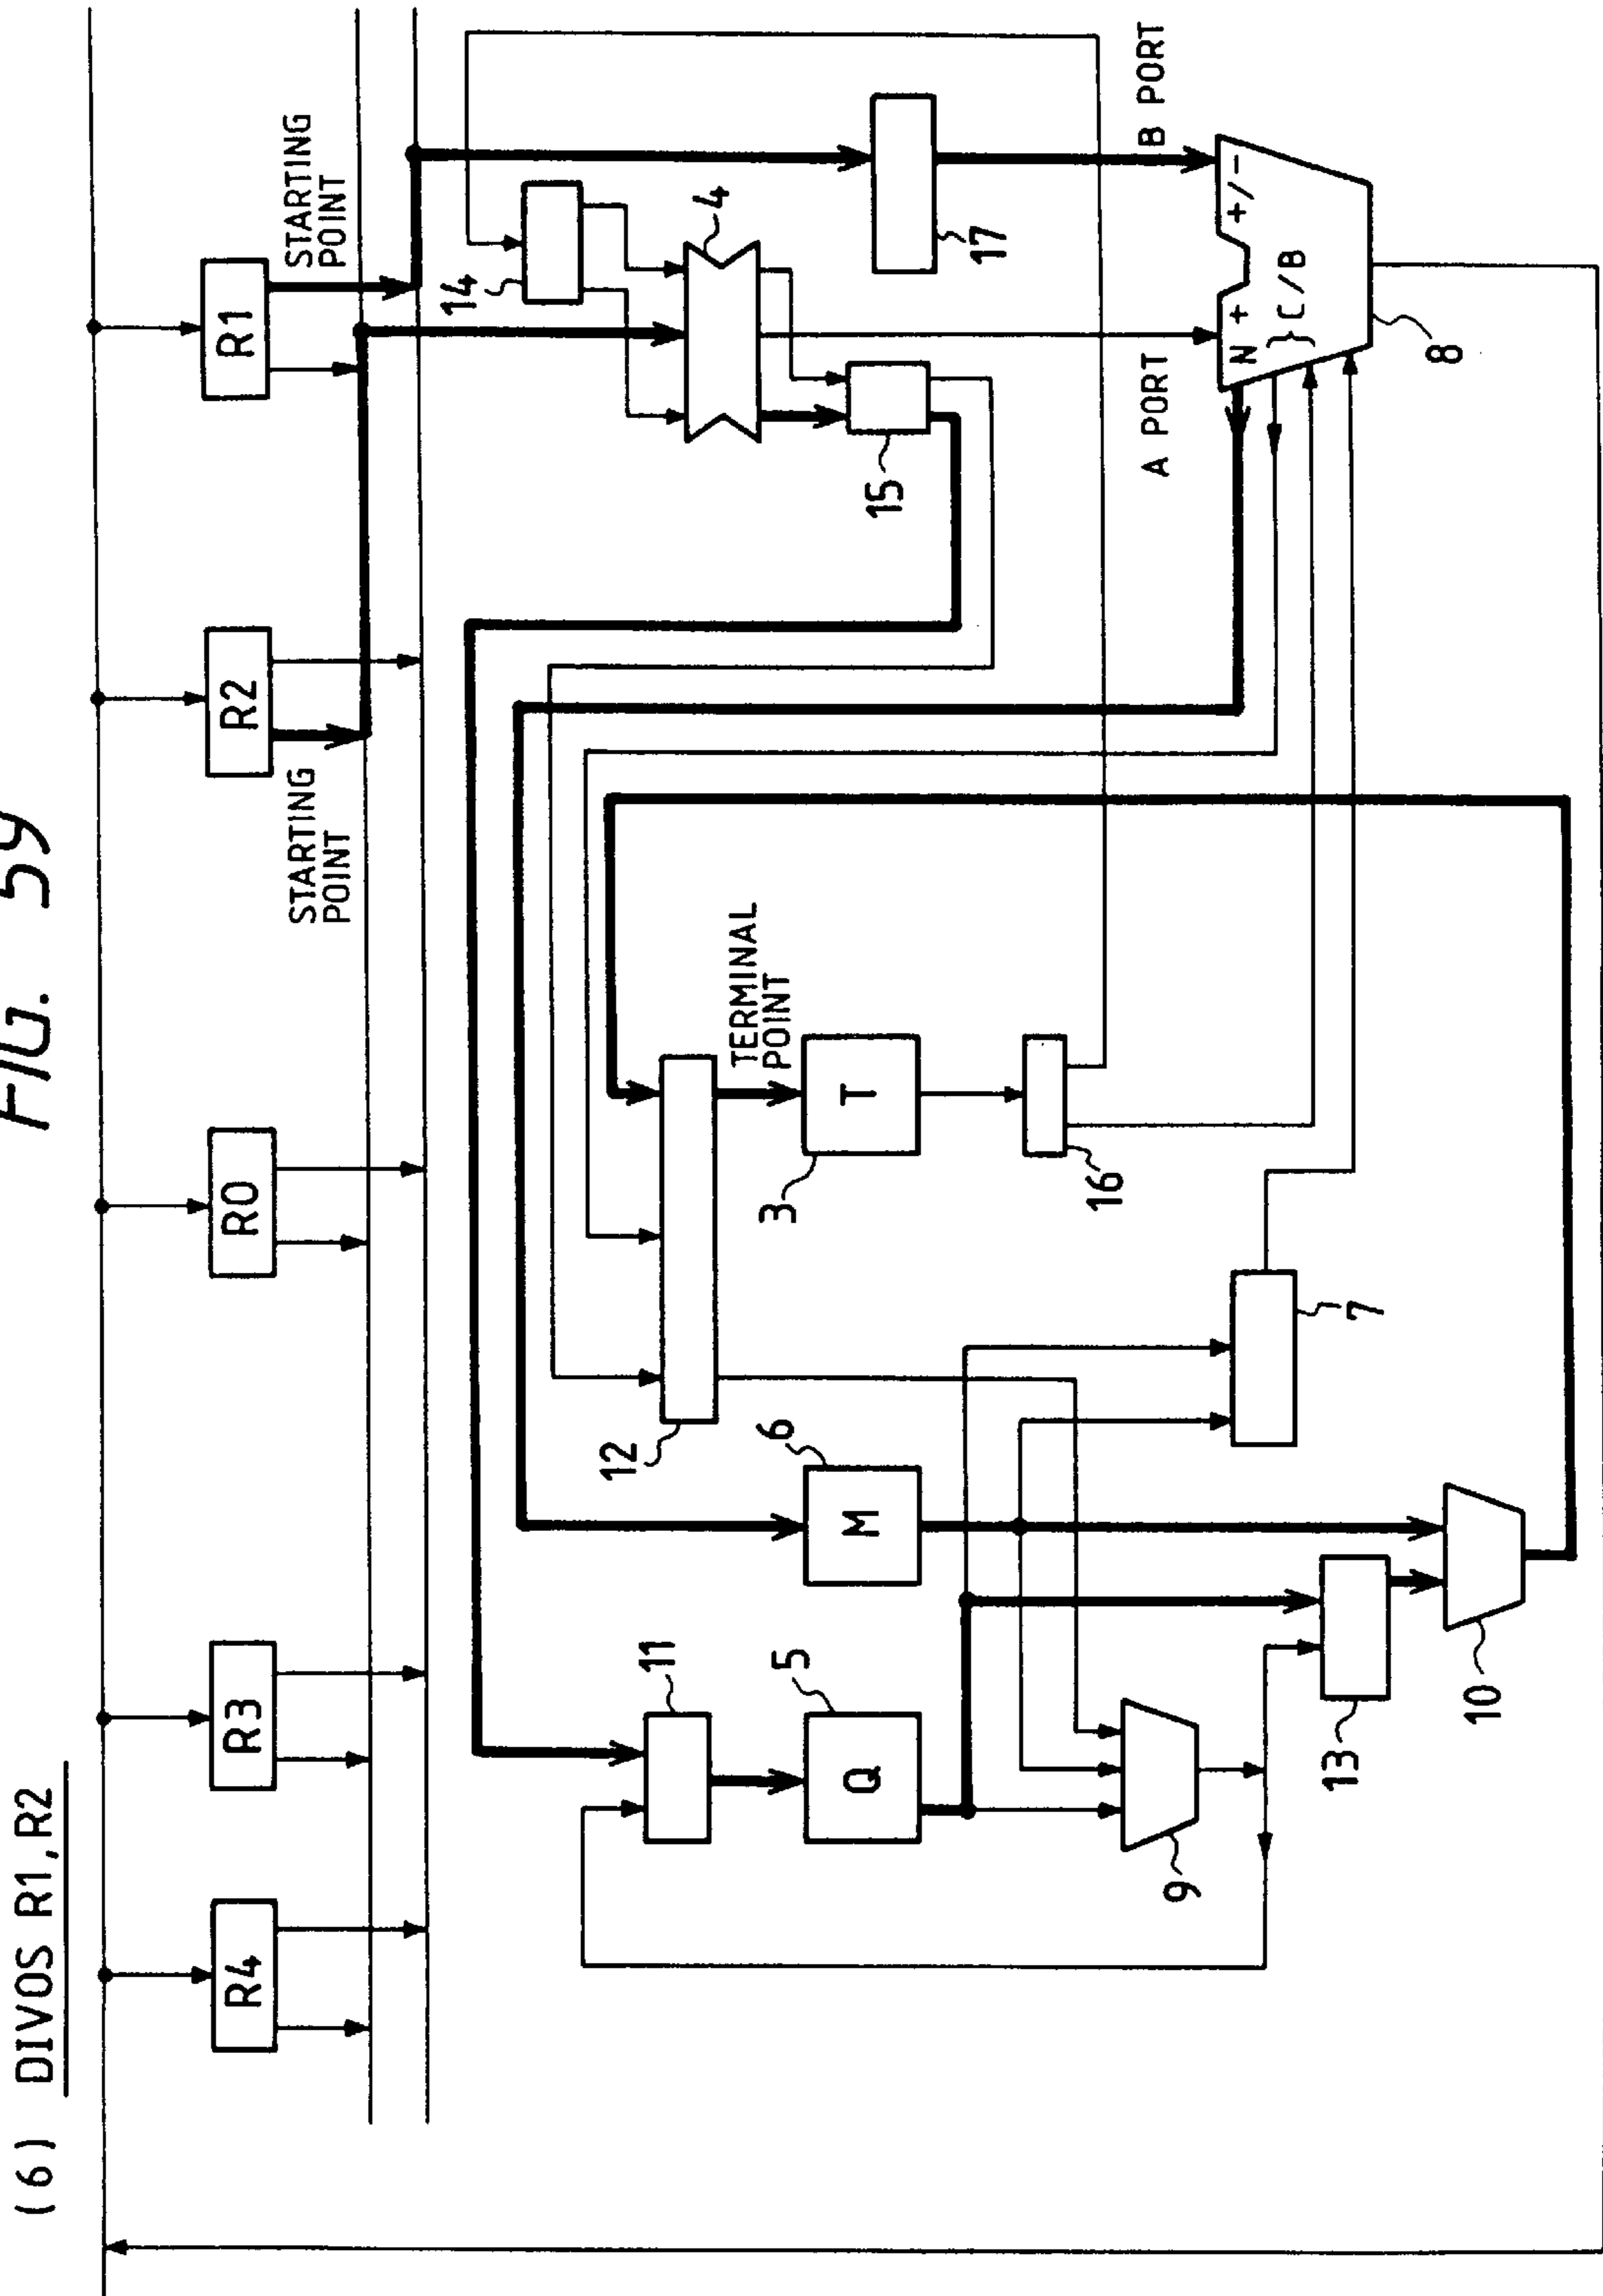 FIG. 59
(6) DIVOS R1,R2
R4
R3
R0
R2
R1
STARTING
POINT
STARTING
POINT
14
4
11
5
Q
6
M
12
TERMINAL
POINT
3
T
16
15
17
A PORT
B PORT
N +
+/-
} C/B
8
9
13
10
7